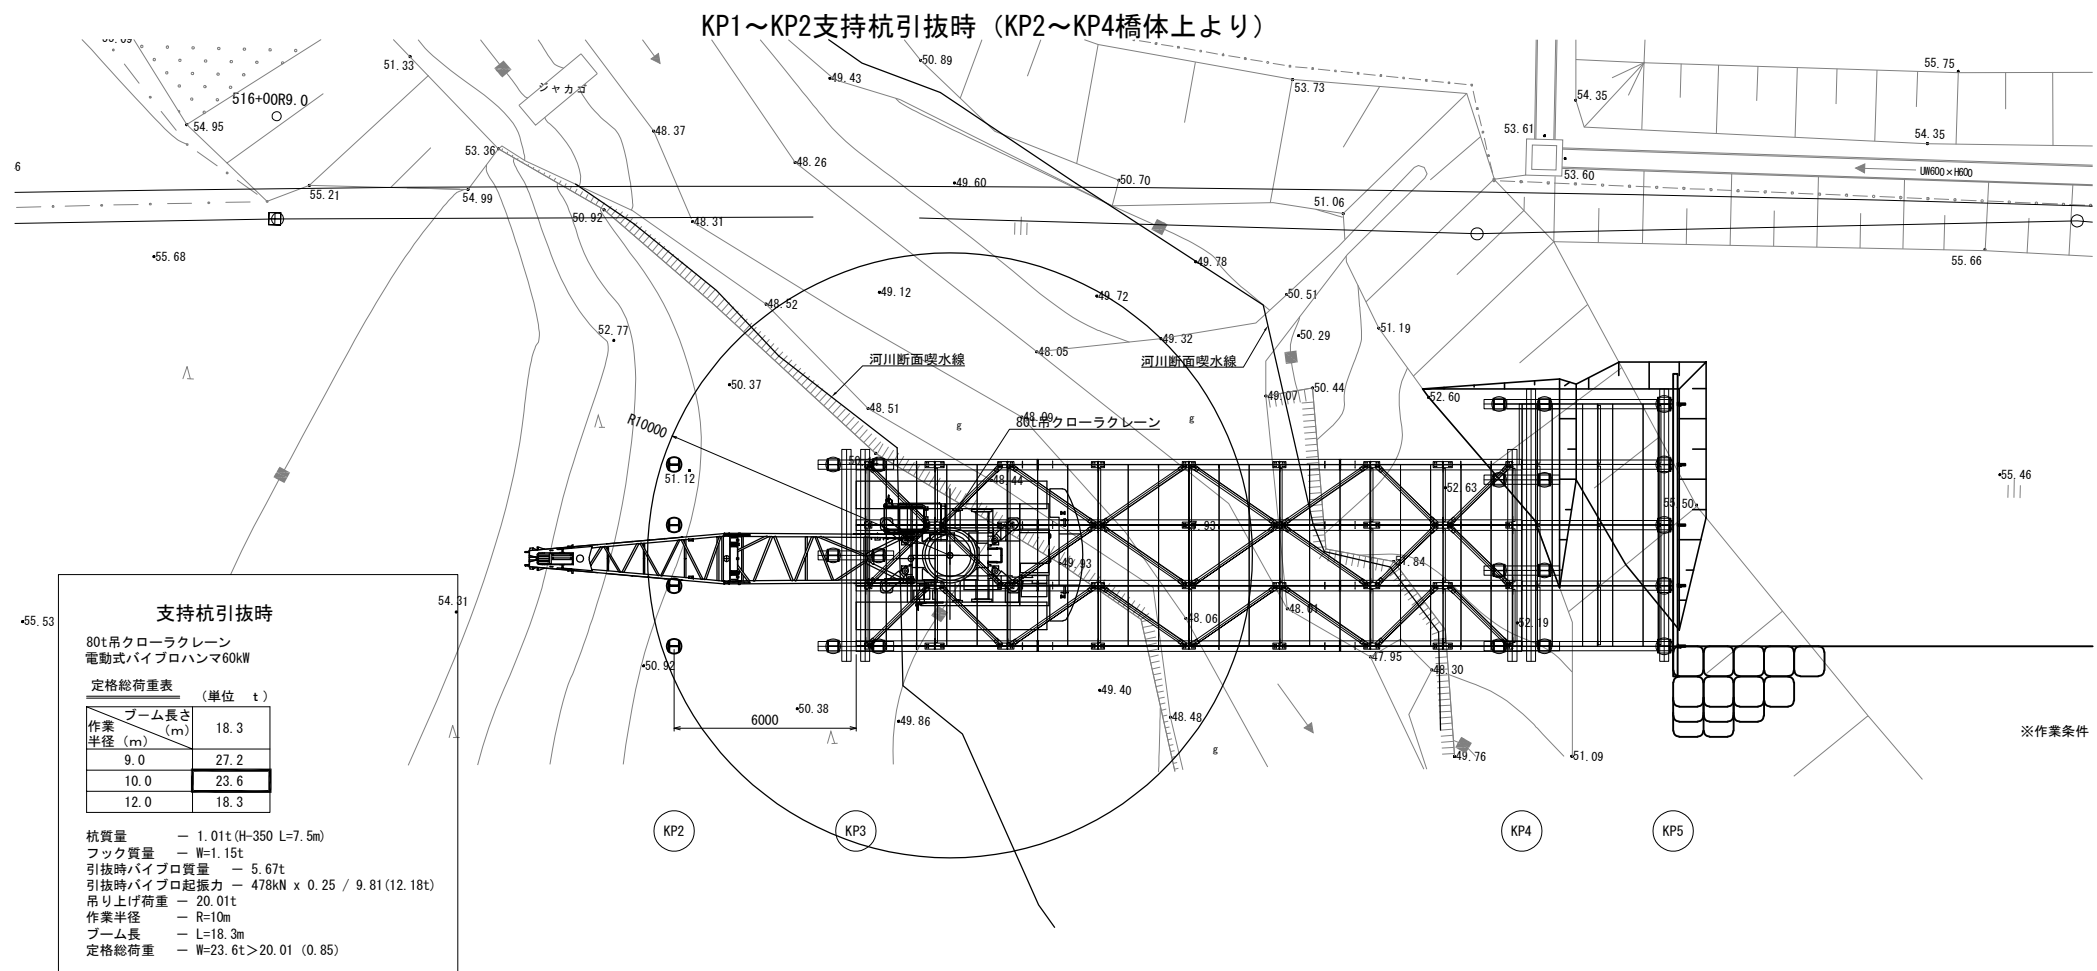 KP1～KP2支持杭引抜時（KP2～KP4橋体上より）
51.33
ジャカゴ
49.43
50.89
53.73
55.75
54.35
516+00R9.0
54.95
48.37
53.61
54.35
53.36
48.26
53.60
UW600×H600
55.21
54.99
49.60
50.70
51.06
50.92
48.31
55.68
49.78
55.66
49.12
49.72
50.51
48.52
51.19
52.77
49.32
50.29
48.05
河川断面喫水線
河川断面喫水線
50.37
50.44
49.07
52.60
48.51
48.09
80t吊クローラクレーン
R10000
g
g
51.12
48.44
52.63
55.46
55.50
49.93
51.84
54.31
55.53
48.06
48.01
52.19
50.92
47.95
48.30
49.40
50.38
49.86
48.48
6000
g
49.76
51.09
※作業条件
KP2
KP3
KP4
KP5
支持杭引抜時
80t吊クローラクレーン
電動式バイブロハンマ60kW
定格総荷重表
（単位 t）
ブーム長さ（m）
作業半径（m）
18.3
9.0 27.2
10.0 23.6
12.0 18.3
杭質量 － 1.01t(H-350 L=7.5m)
フック質量 － W=1.15t
引抜時バイブロ質量 － 5.67t
引抜時バイブロ起振力 － 478kN x 0.25 / 9.81(12.18t)
吊り上げ荷重 － 20.01t
作業半径 － R=10m
ブーム長 － L=18.3m
定格総荷重 － W=23.6t＞20.01 (0.85)